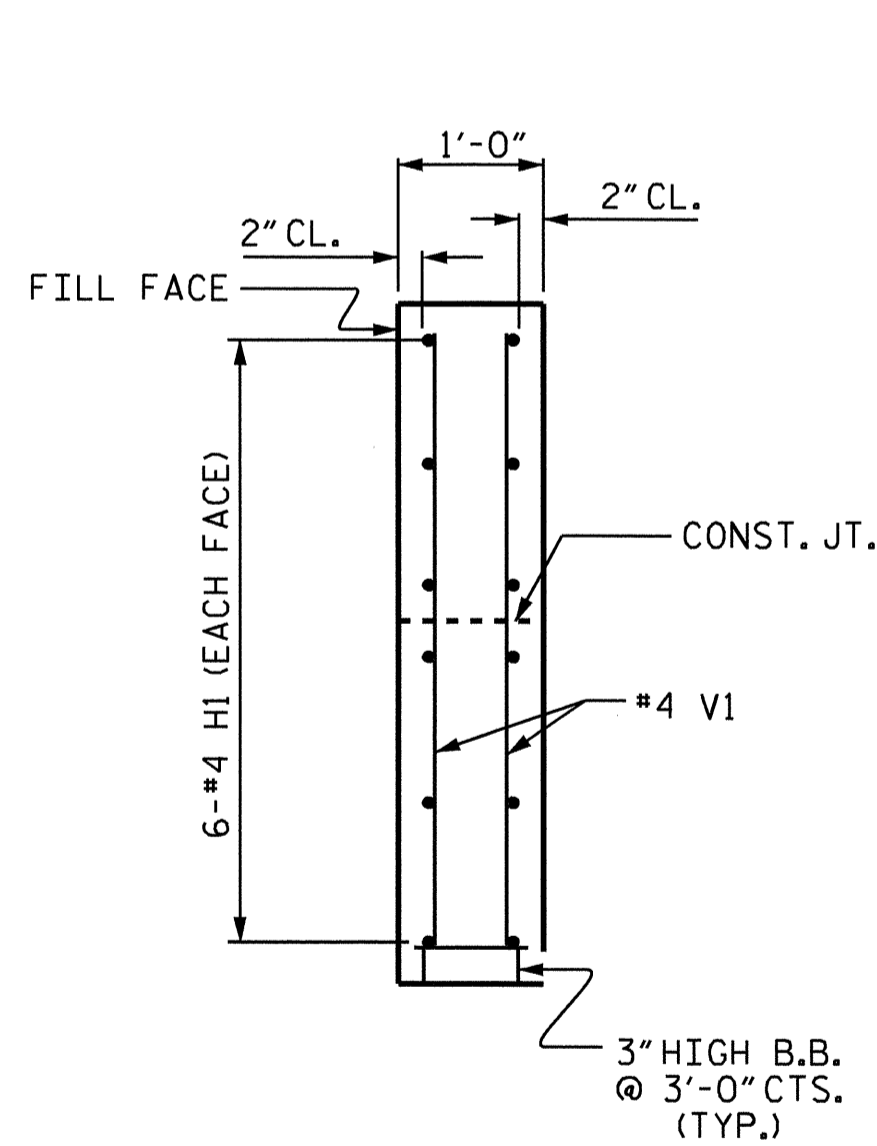 1'-0"
2" CL.
2" CL.
FILL FACE
6-#4 H1 (EACH FACE)
CONST. JT.
#4 V1
3" HIGH B.B.
@ 3'-0" CTS.
(TYP.)